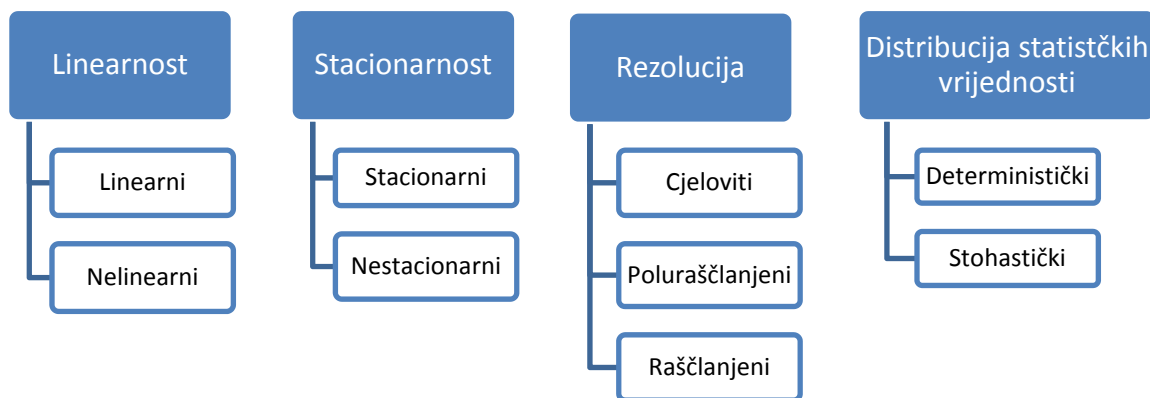 Linearnost
Linearni
Nelinearni
Stacionarnost
Stacionarni
Nestacionarni
Rezolucija
Cjeloviti
Poluraščlanjeni
Raščlanjeni
Distribucija statistčkih
vrijednosti
Deterministički
Stohastički